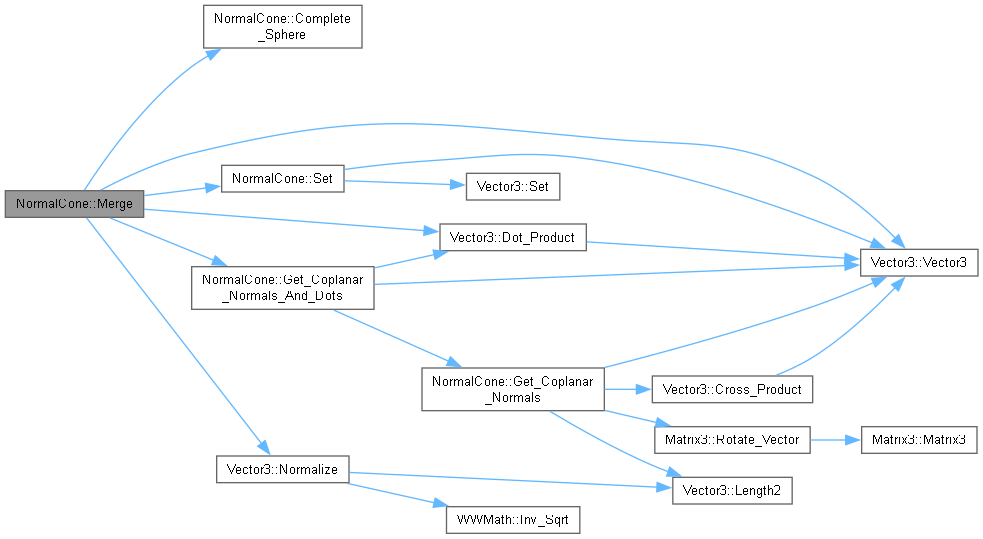 NormalCone::Complete
_Sphere
NormalCone::Merge
NormalCone::Set
Vector3::Set
Vector3::Dot_Product
Vector3::Vector3
NormalCone::Get_Coplanar
_Normals_And_Dots
NormalCone::Get_Coplanar
_Normals
Vector3::Cross_Product
Matrix3::Rotate_Vector
Matrix3::Matrix3
Vector3::Normalize
Vector3::Length2
WWMath::Inv_Sqrt